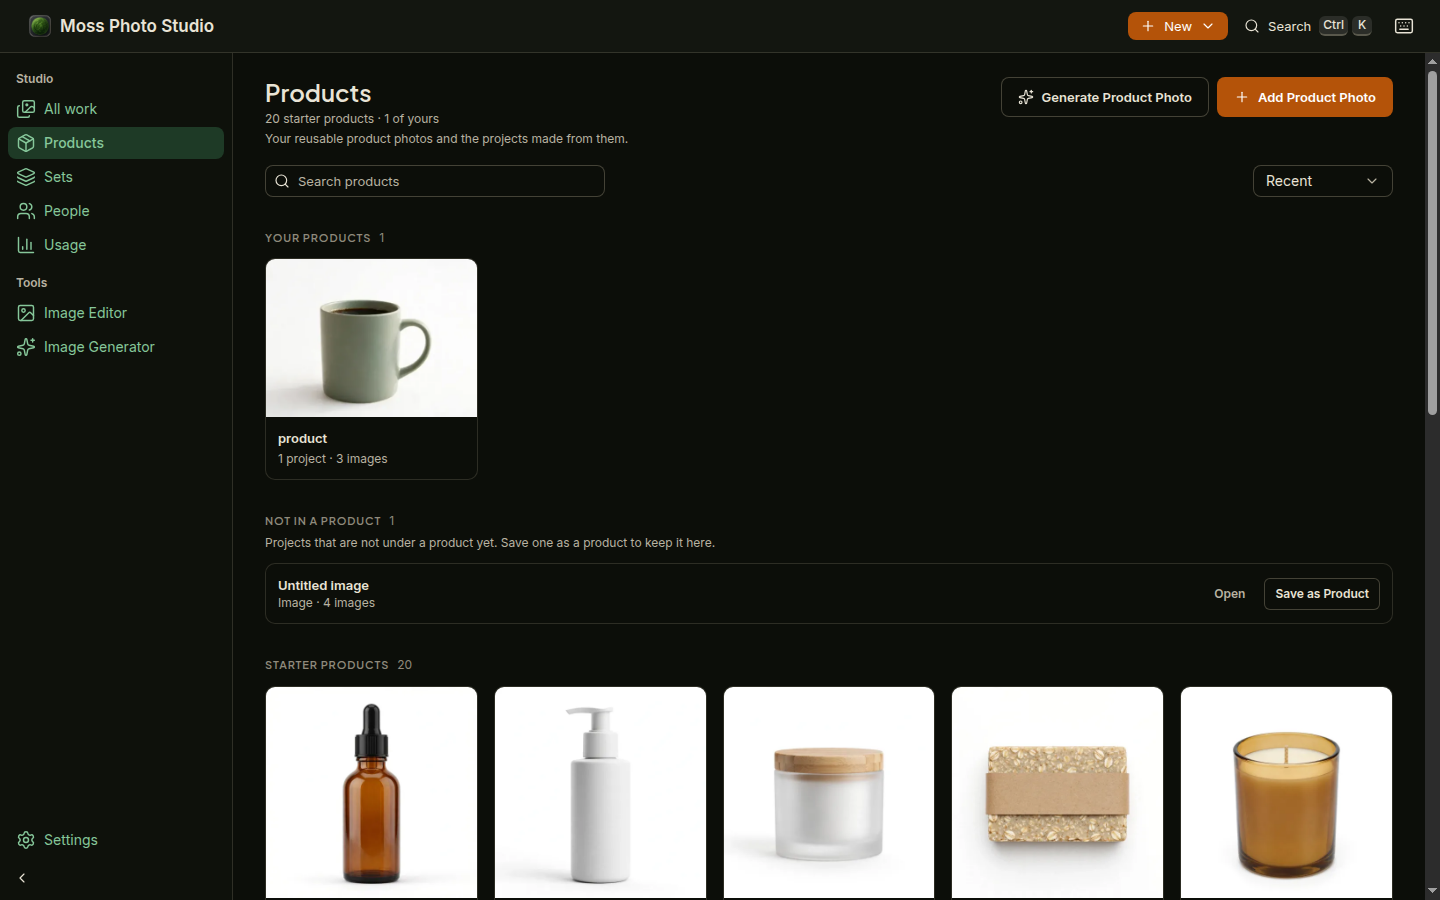 Moss Photo Studio
New
Search Ctrl K
Studio
All work
Products
Sets
People
Usage
Tools
Image Editor
Image Generator
Settings
Products
20 starter products · 1 of yours
Your reusable product photos and the projects made from them.
Generate Product Photo
Add Product Photo
Search products
Recent
YOUR PRODUCTS 1
product
1 project · 3 images
NOT IN A PRODUCT 1
Projects that are not under a product yet. Save one as a product to keep it here.
Untitled image
Image · 4 images
Open
Save as Product
STARTER PRODUCTS 20